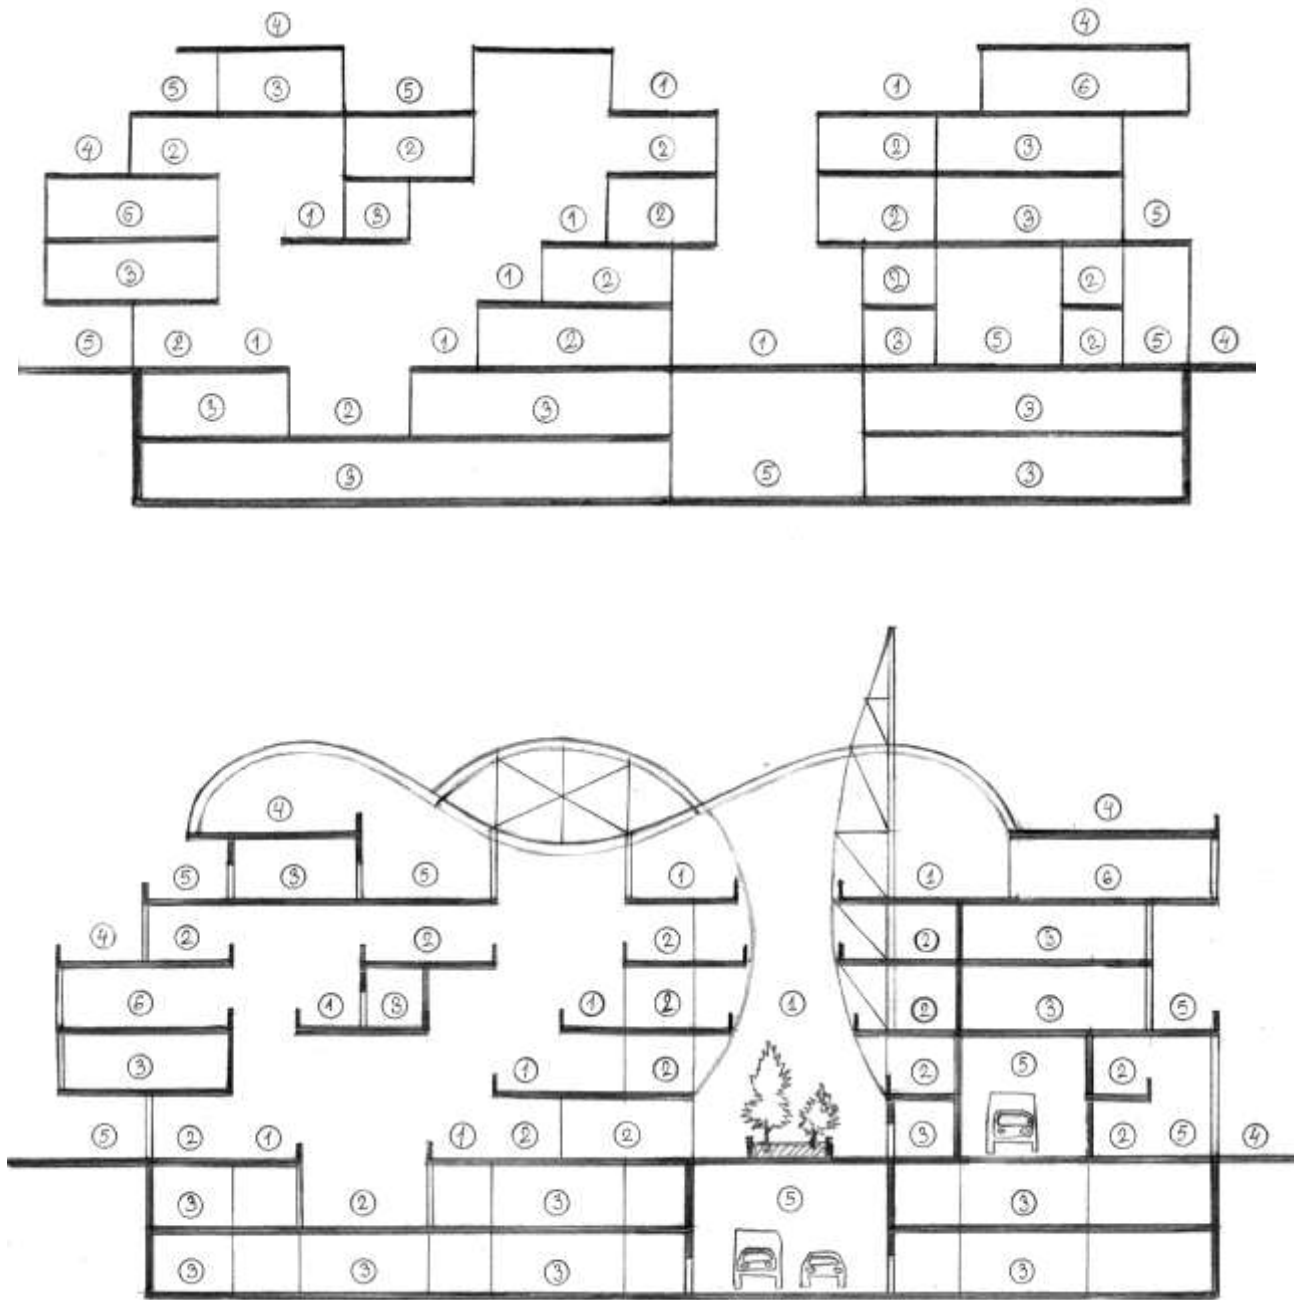 ④ ④
⑤ ③ ⑤ ① ① ⑥
④ ② ② ② ② ③
⑥ ① ③ ① ② ② ③ ⑤
③ ① ② ② ②
⑤ ② ① ① ② ① ③ ⑤ ② ⑤ ④
③ ② ③ ③
③ ⑤ ③
④ ④
⑤ ③ ⑤ ① ① ⑥
④ ② ② ② ② ③
⑥ ① ③ ① ② ① ② ③ ⑤
③ ① ② ② ⑤ ②
⑤ ② ① ① ② ② ③ ② ⑤ ④
③ ② ③ ⑤ ③
③ ③ ③ ③